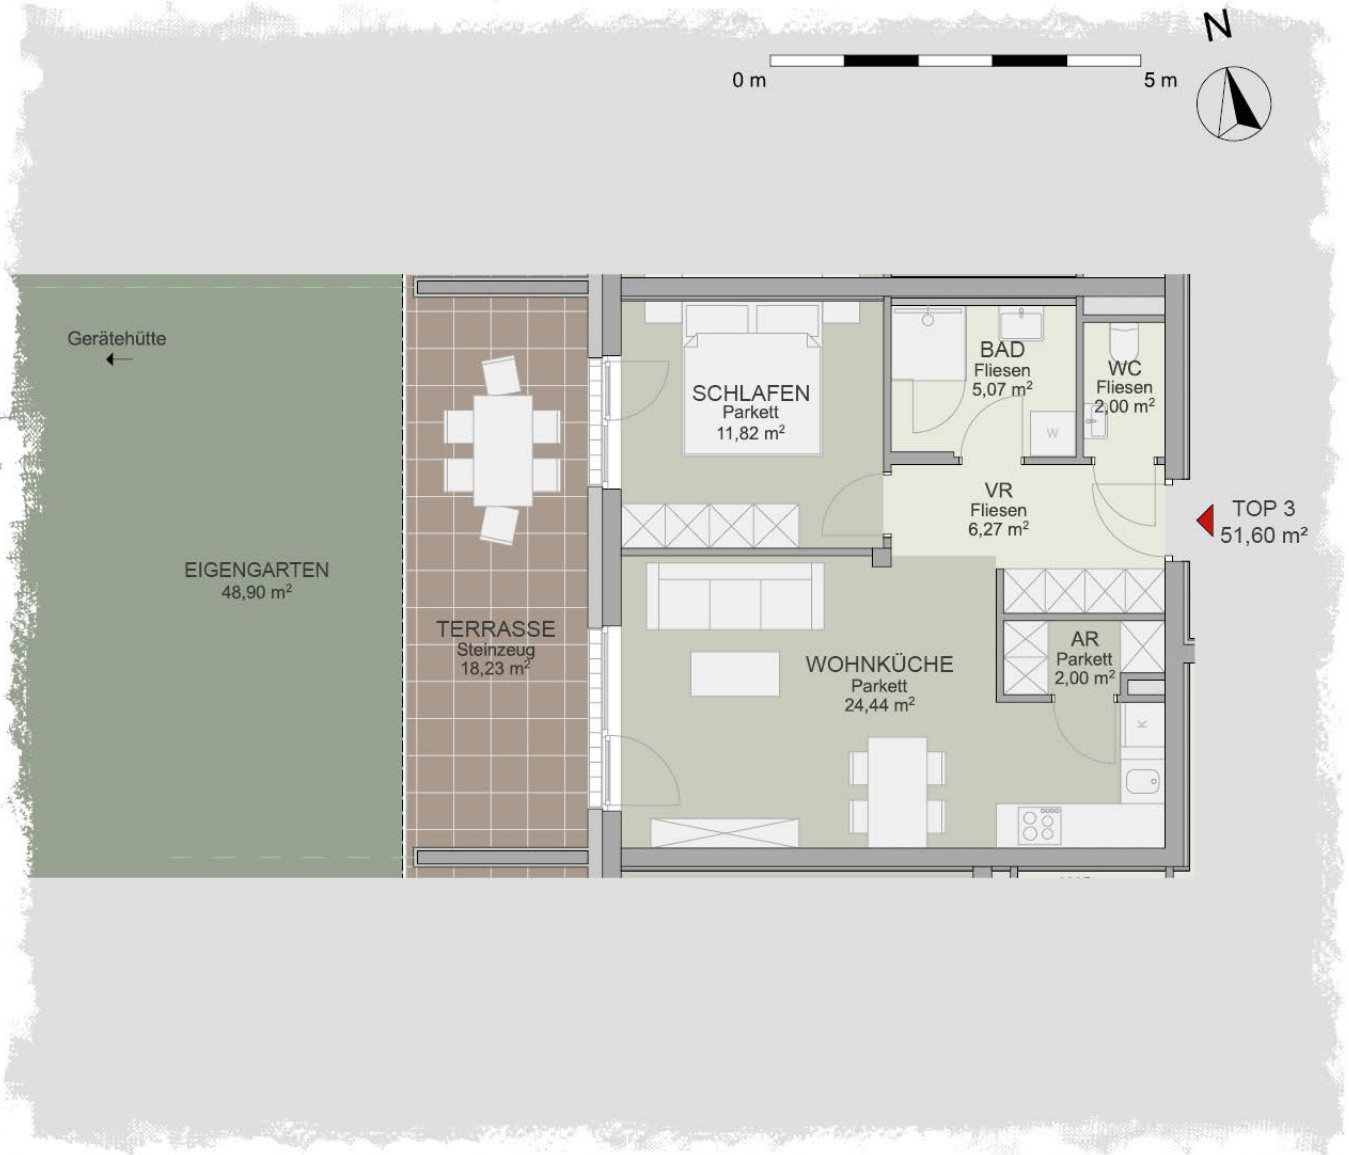 N
0 m
5 m
Gerätehütte
SCHLAFEN
Parkett
11,82 m²
BAD
Fliesen
5,07 m²
WC
Fliesen
2,00 m²
W
VR
Fliesen
6,27 m²
TOP 3
51,60 m²
EIGENGARTEN
48,90 m²
TERRASSE
Steinzeug
18,23 m²
WOHNKÜCHE
Parkett
24,44 m²
AR
Parkett
2,00 m²
K